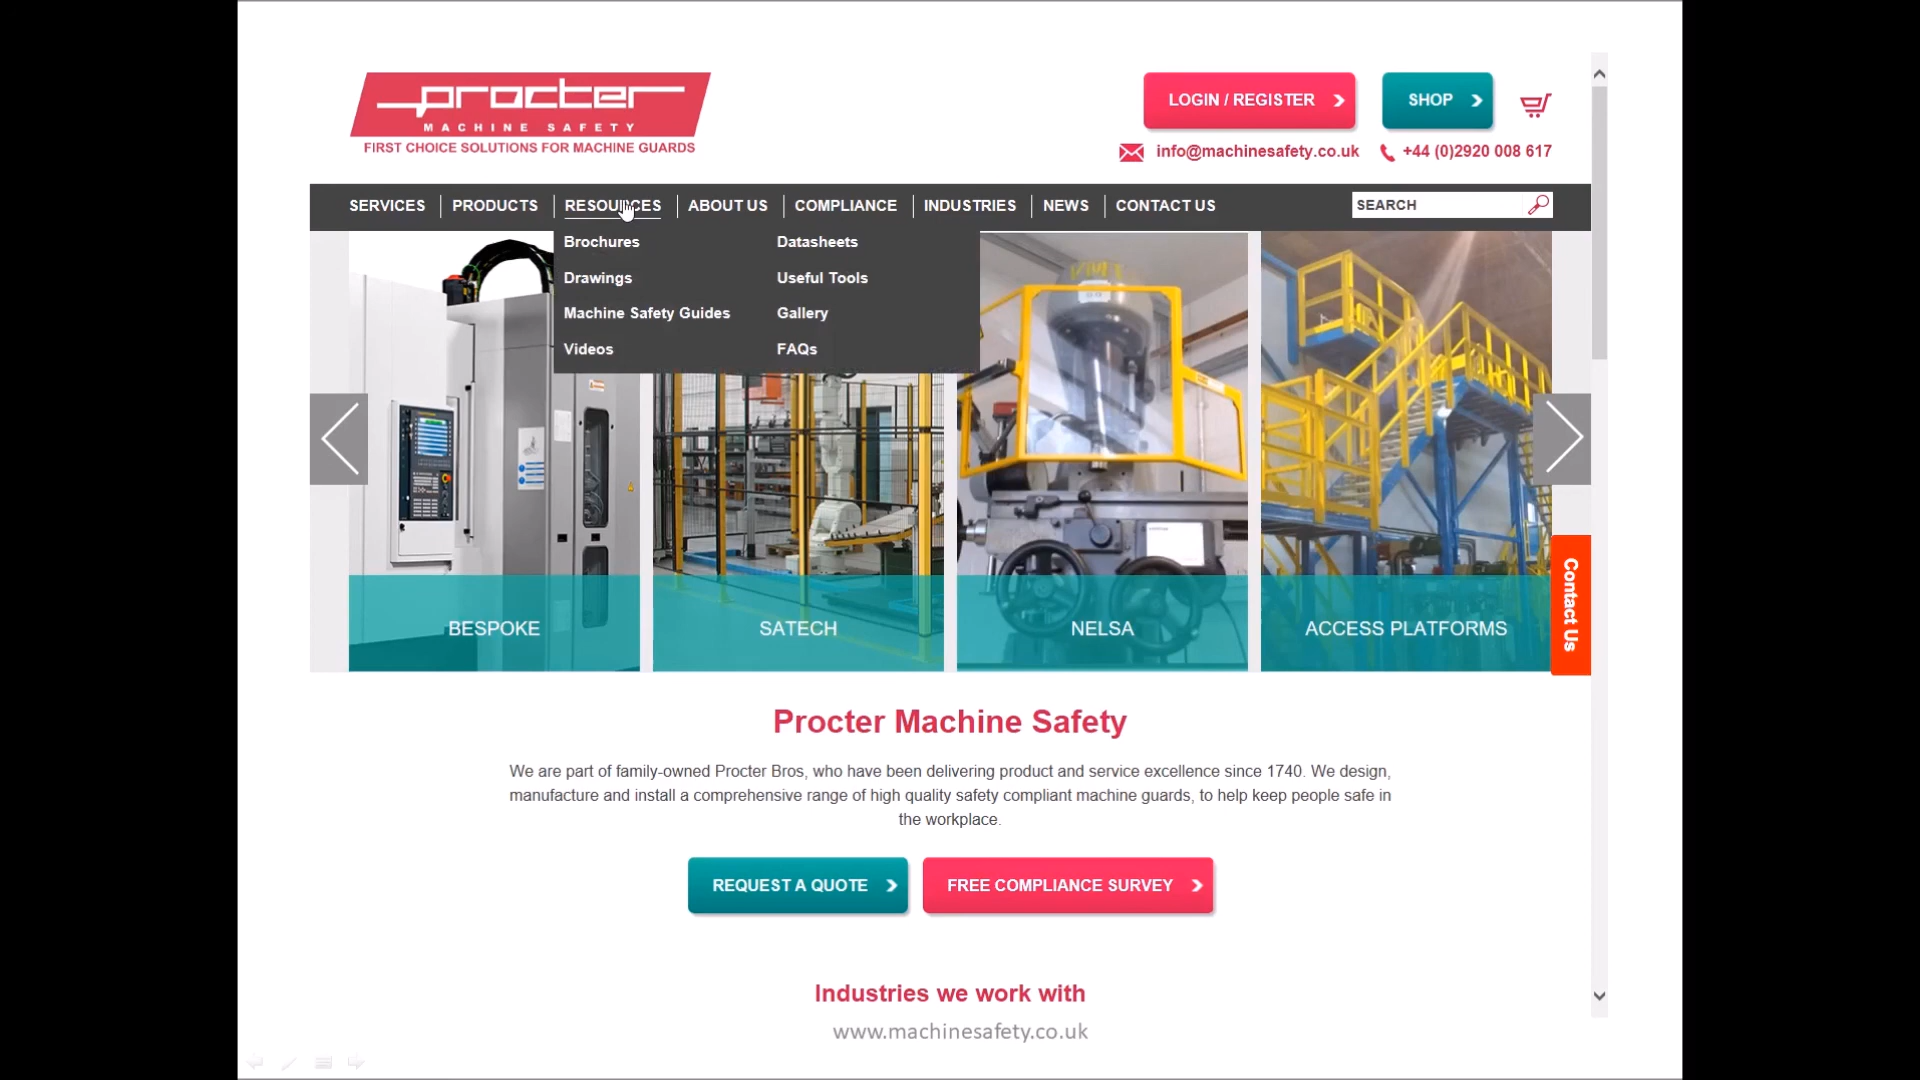 procter
MACHINE SAFETY
FIRST CHOICE SOLUTIONS FOR MACHINE GUARDS
LOGIN / REGISTER
SHOP
info@machinesafety.co.uk
+44 (0)2920 008 617
SERVICES
PRODUCTS
RESOURCES
ABOUT US
COMPLIANCE
INDUSTRIES
NEWS
CONTACT US
SEARCH
Brochures
Datasheets
Drawings
Useful Tools
Machine Safety Guides
Gallery
Videos
FAQs
BESPOKE
SATECH
NELSA
ACCESS PLATFORMS
Contact Us
Procter Machine Safety
We are part of family-owned Procter Bros, who have been delivering product and service excellence since 1740. We design,
manufacture and install a comprehensive range of high quality safety compliant machine guards, to help keep people safe in
the workplace.
REQUEST A QUOTE
FREE COMPLIANCE SURVEY
Industries we work with
www.machinesafety.co.uk